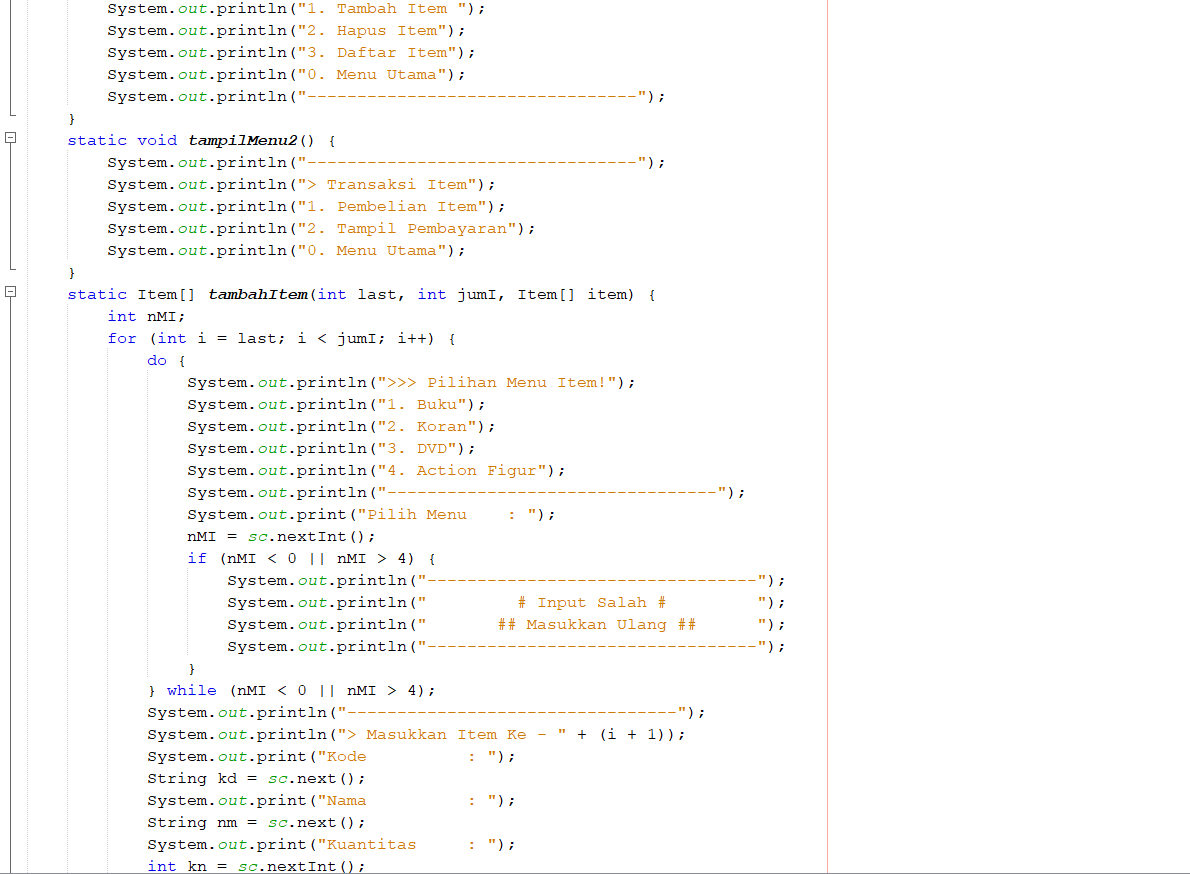 System.out.println("1. Tambah Item ");
        System.out.println("2. Hapus Item");
        System.out.println("3. Daftar Item");
        System.out.println("0. Menu Utama");
        System.out.println("---------------------------------");
    }
    static void tampilMenu2() {
        System.out.println("---------------------------------");
        System.out.println("> Transaksi Item");
        System.out.println("1. Pembelian Item");
        System.out.println("2. Tampil Pembayaran");
        System.out.println("0. Menu Utama");
    }
    static Item[] tambahItem(int last, int jumI, Item[] item) {
        int nMI;
        for (int i = last; i < jumI; i++) {
            do {
                System.out.println(">>> Pilihan Menu Item!");
                System.out.println("1. Buku");
                System.out.println("2. Koran");
                System.out.println("3. DVD");
                System.out.println("4. Action Figur");
                System.out.println("---------------------------------");
                System.out.print("Pilih Menu    : ");
                nMI = sc.nextInt();
                if (nMI < 0 || nMI > 4) {
                    System.out.println("---------------------------------");
                    System.out.println("         # Input Salah #         ");
                    System.out.println("       ## Masukkan Ulang ##      ");
                    System.out.println("---------------------------------");
                }
            } while (nMI < 0 || nMI > 4);
            System.out.println("---------------------------------");
            System.out.println("> Masukkan Item Ke - " + (i + 1));
            System.out.print("Kode          : ");
            String kd = sc.next();
            System.out.print("Nama          : ");
            String nm = sc.next();
            System.out.print("Kuantitas     : ");
            int kn = sc.nextInt();